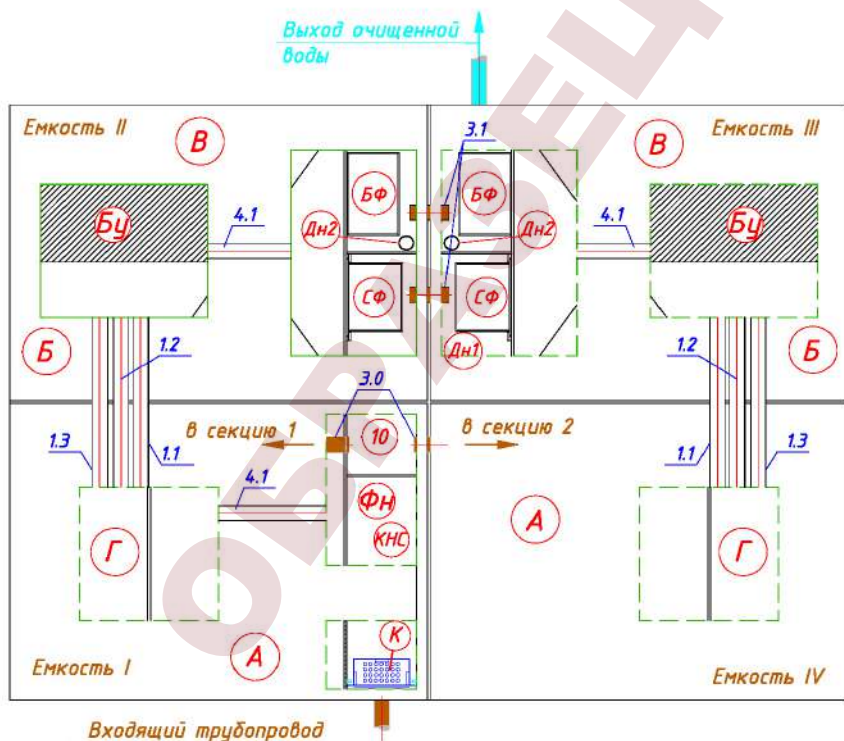 Выход очищенной
воды
Емкость II
В
3.1
В
Емкость III
БФ
БФ
Бу
4.1
Дн2
Дн2
4.1
Бу
СФ
СФ
Б
1.2
Дн1
1.2
Б
3.0
в секцию 1
10
в секцию 2
1.3
1.1
1.1
1.3
4.1
Фн
А
Г
КНС
Г
К
А
Емкость I
Емкость IV
Входящий трубопровод
ОБРАЗЕЦ